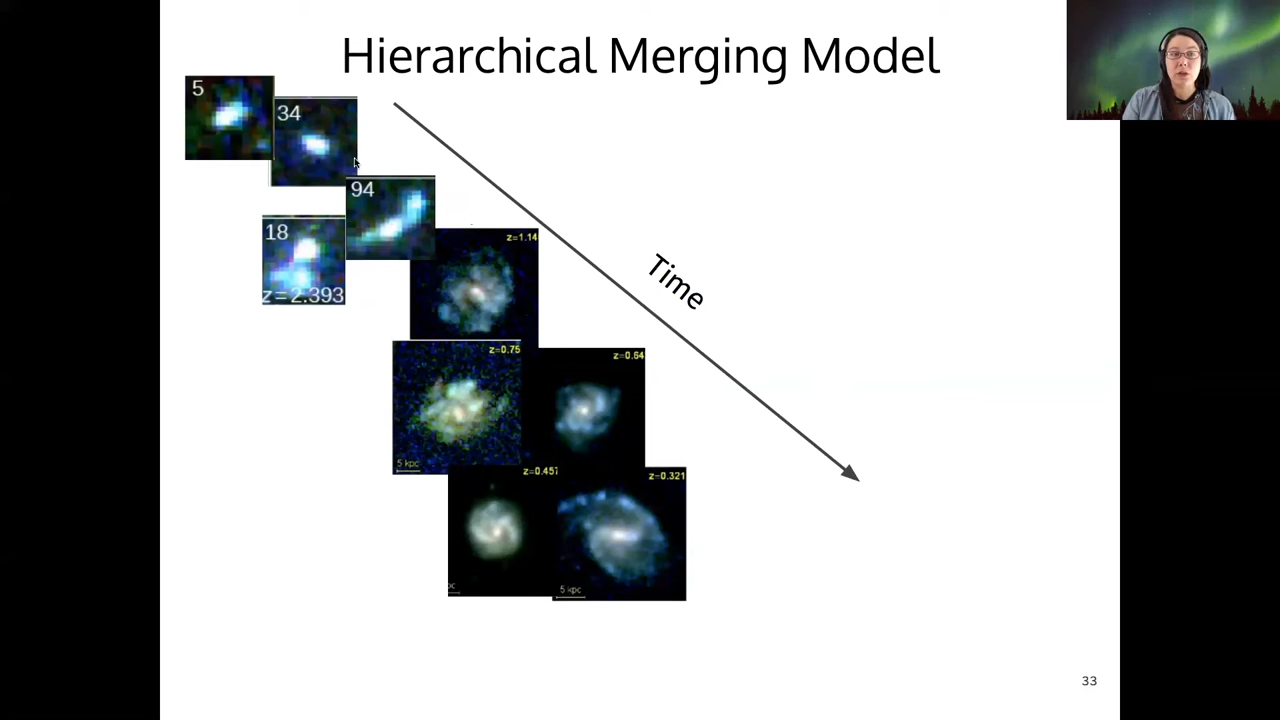 Hierarchical Merging Model
5
34
94
18
z=2.393
z=1.14
Time
z=0.75
5 kpc
z=0.64
z=0.457
z=0.321
5 kpc
33